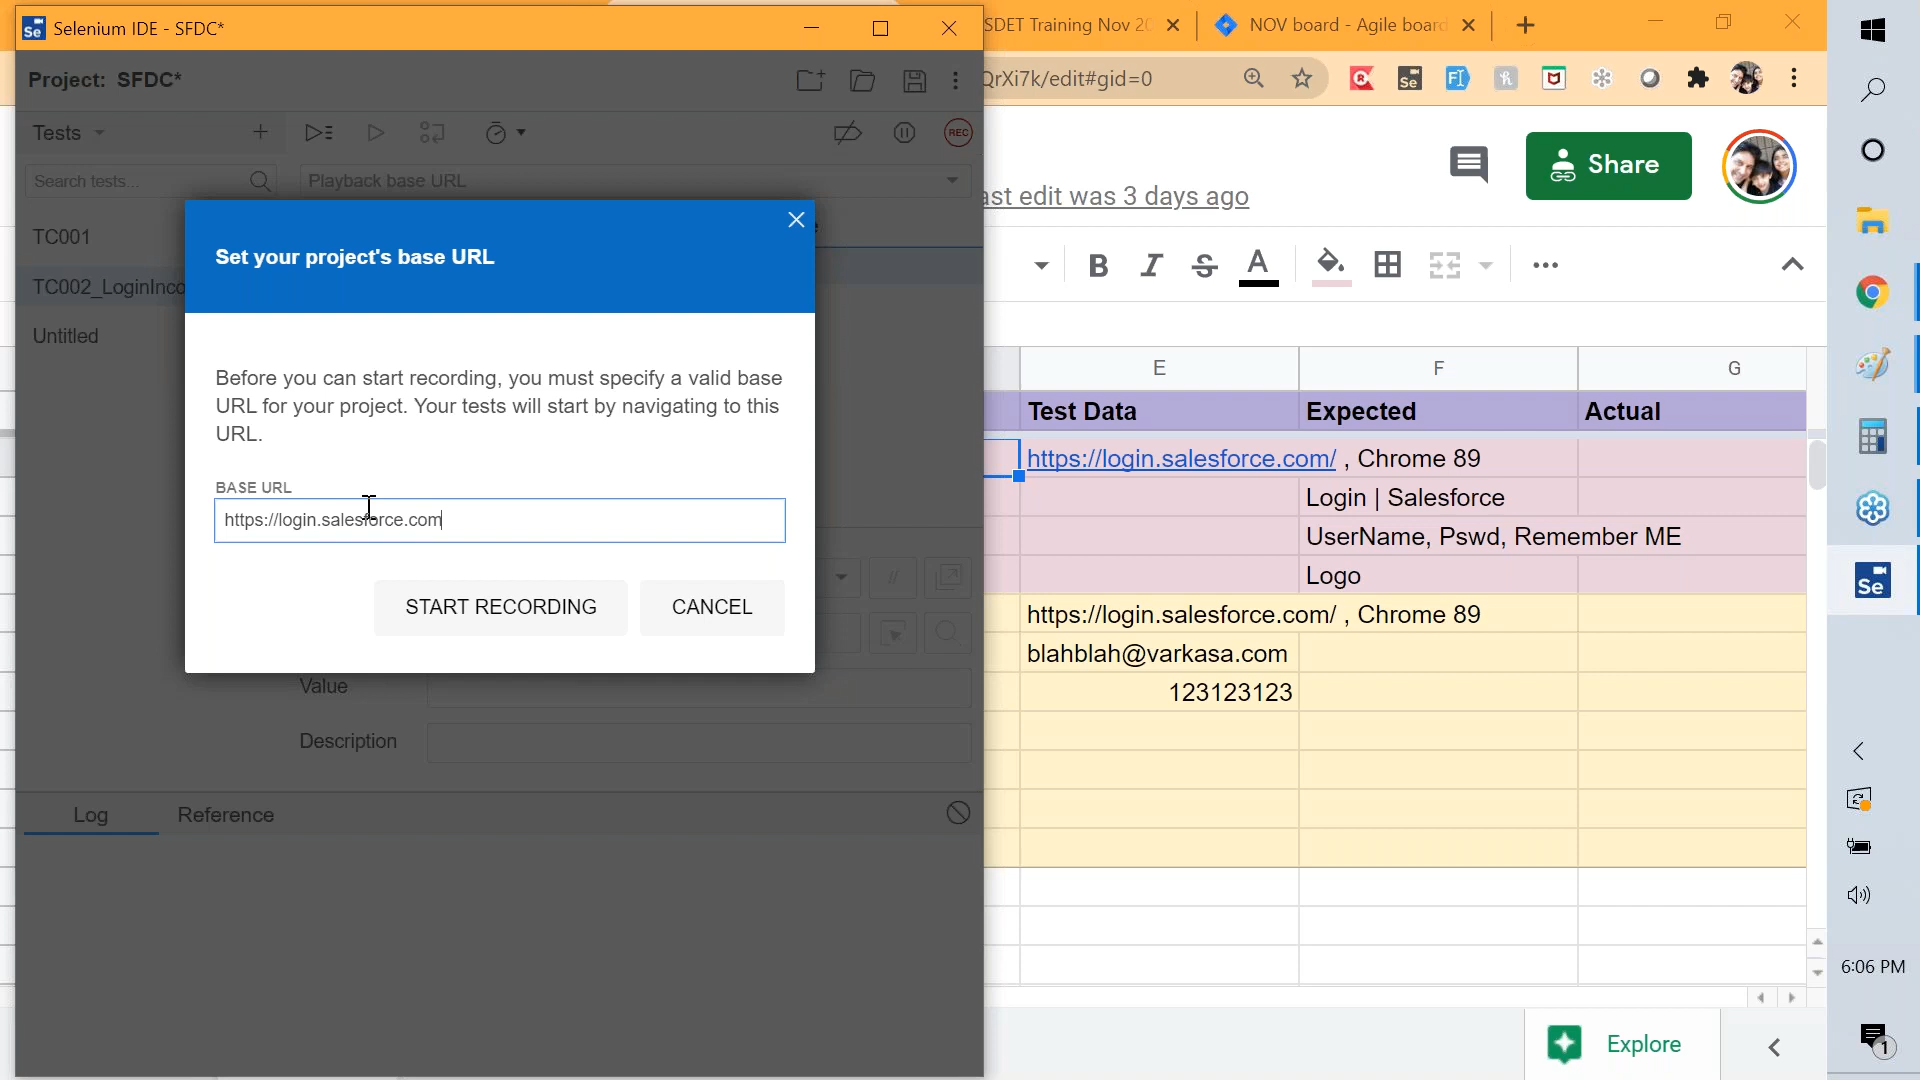 Se Selenium IDE - SFDC*
SDET Training Nov 20
NOV board - Agile board
Project: SFDC*
QrXi7k/edit#gid=0
Tests
REC
Search tests...
Playback base URL
Share
ast edit was 3 days ago
TC001
TC002_LoginInco
Untitled
Set your project's base URL
Before you can start recording, you must specify a valid base
URL for your project. Your tests will start by navigating to this
URL.
BASE URL
https://login.salesforce.com
START RECORDING
CANCEL
//
Value
Description
Log
Reference
B I S A
E F G
Test Data Expected Actual
https://login.salesforce.com/ , Chrome 89
Login | Salesforce
UserName, Pswd, Remember ME
Logo
https://login.salesforce.com/ , Chrome 89
blahblah@varkasa.com
123123123
Explore
Se
6:06 PM
1